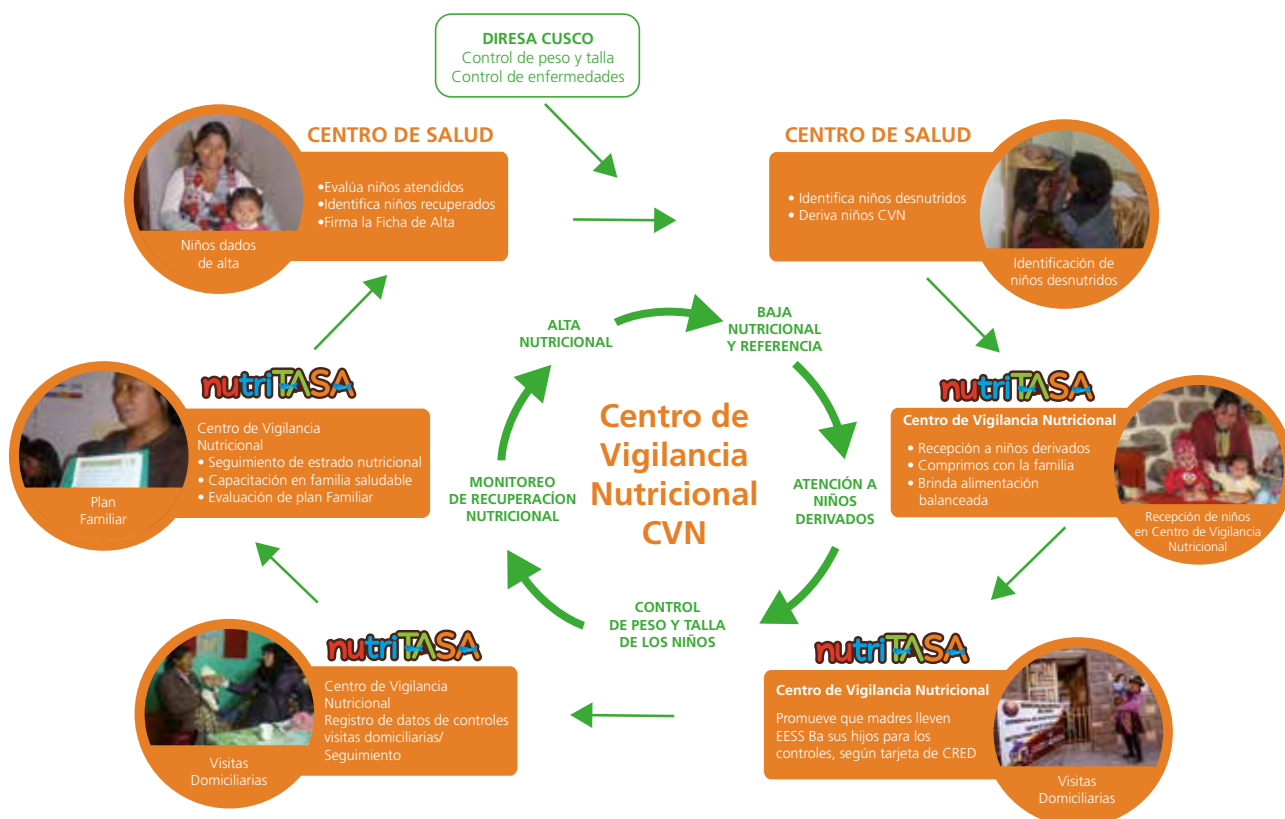 DIRESA CUSCO
Control de peso y talla
Control de enfermedades
CENTRO DE SALUD
•Evalúa niños atendidos
•Identifica niños recuperados
•Firma la Ficha de Alta
Niños dados
de alta
CENTRO DE SALUD
• Identifica niños desnutridos
• Deriva niños CVN
Identificación de
niños desnutridos
ALTA
NUTRICIONAL
BAJA
NUTRICIONAL
Y REFERENCIA
nutriTASA
Centro de Vigilancia
Nutricional
• Seguimiento de estrado nutricional
• Capacitación en familia saludable
• Evaluación de plan Familiar
Plan
Familiar
nutriTASA
Centro de Vigilancia Nutricional
• Recepción a niños derivados
• Comprimos con la familia
• Brinda alimentación
balanceada
Recepción de niños
en Centro de Vigilancia
Nutricional
Centro de
Vigilancia
Nutricional
CVN
MONITOREO
DE RECUPERACÍON
NUTRICIONAL
ATENCIÓN A
NIÑOS
DERIVADOS
CONTROL
DE PESO Y TALLA
DE LOS NIÑOS
nutriTASA
Centro de Vigilancia
Nutricional
Registro de datos de controles
visitas domiciliarias/
Seguimiento
Visitas
Domiciliarias
nutriTASA
Centro de Vigilancia Nutricional
Promueve que madres lleven
EESS Ba sus hijos para los
controles, según tarjeta de CRED
Visitas
Domiciliarias